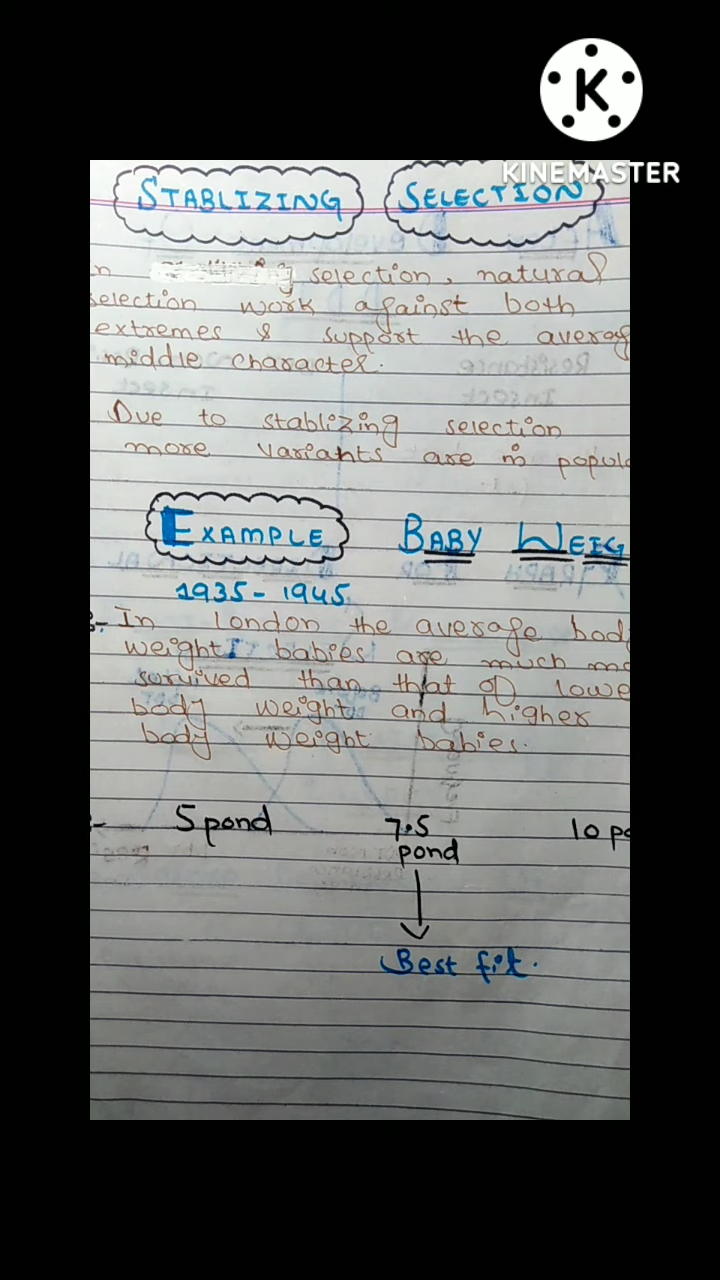 K
KINEMASTER
STABLIZING SELECTION
n selection, natural
selection work against both
extremes & support the averag
middle character.
Due to stablizing selection
more variants are in popul
EXAMPLE BABY WEIG
1935-1945
In london the average bod
weight babies are much mo
survived than that of lowe
body weight and higher
body weight babies.
5 pond 7.5 10 po
pond
Best fit.